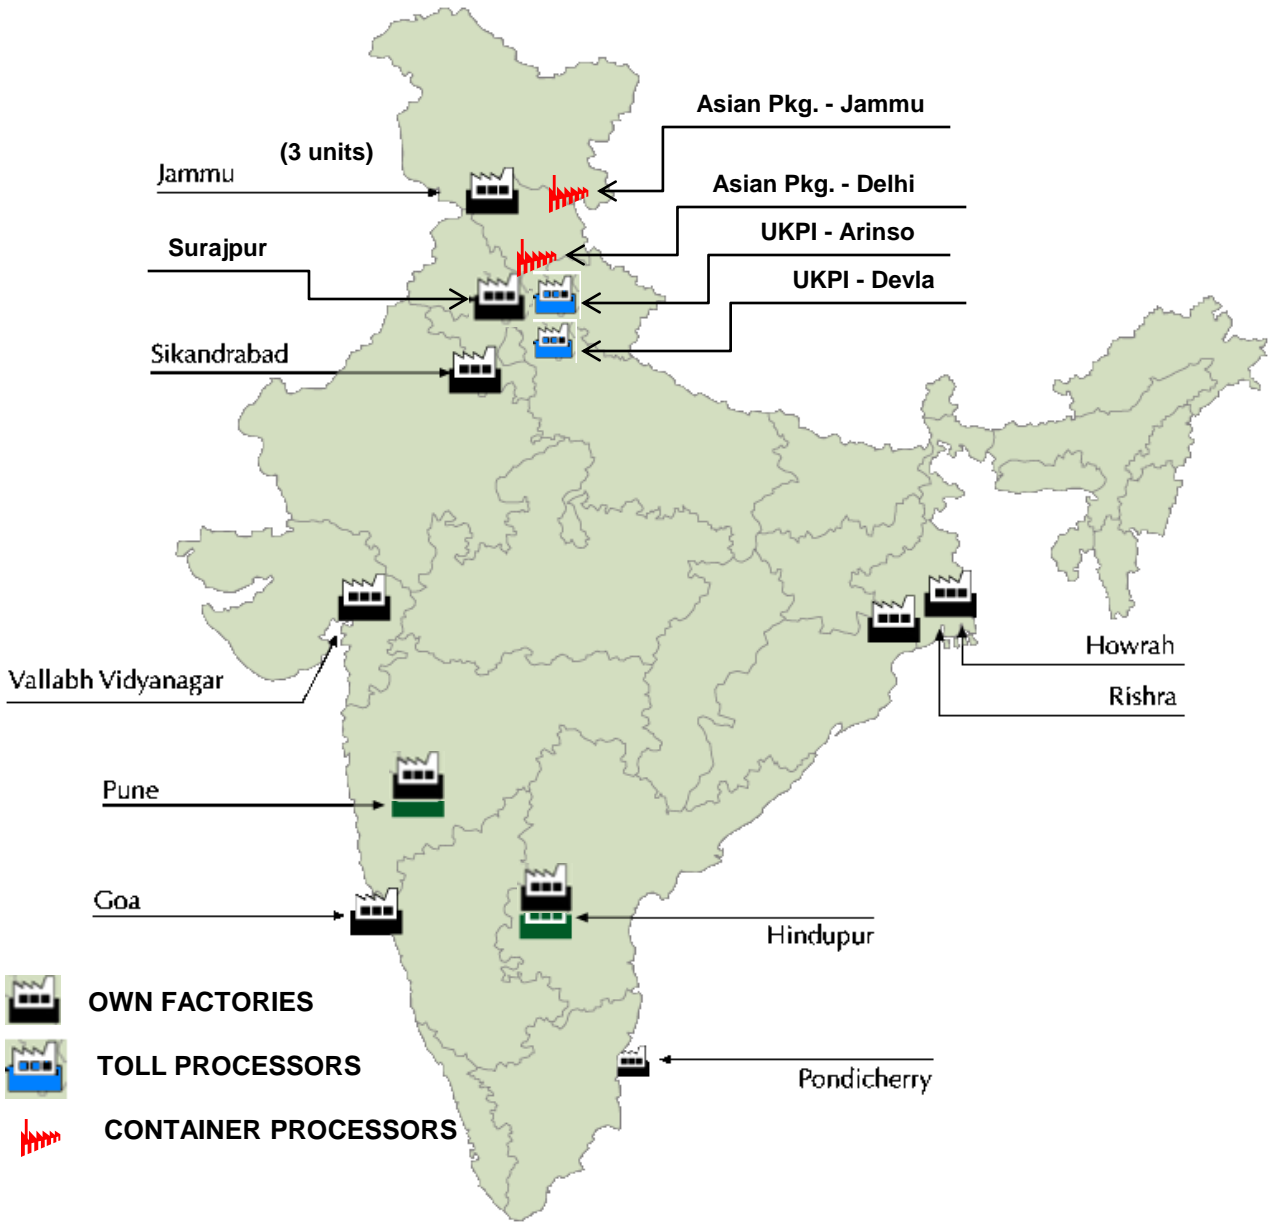 Asian Pkg. - Jammu
(3 units)
Jammu
Asian Pkg. - Delhi
UKPI - Arinso
Surajpur
UKPI - Devla
Sikandrabad
Howrah
Vallabh Vidyanagar
Rishra
Pune
Goa
Hindupur
OWN FACTORIES
TOLL PROCESSORS
Pondicherry
CONTAINER PROCESSORS